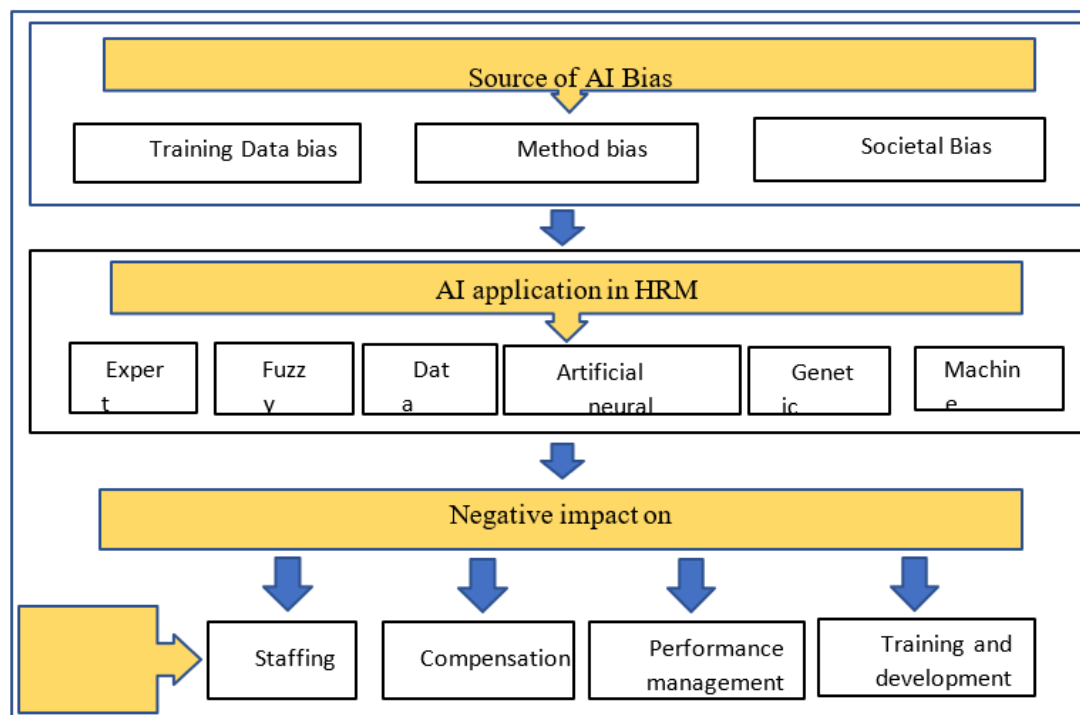 Source of AI Bias
Training Data bias
Method bias
Societal Bias
AI application in HRM
Exper
t
Fuzz
y
Dat
a
Artificial
neural
Genet
ic
Machin
e
Negative impact on
Staffing
Compensation
Performance
management
Training and
development